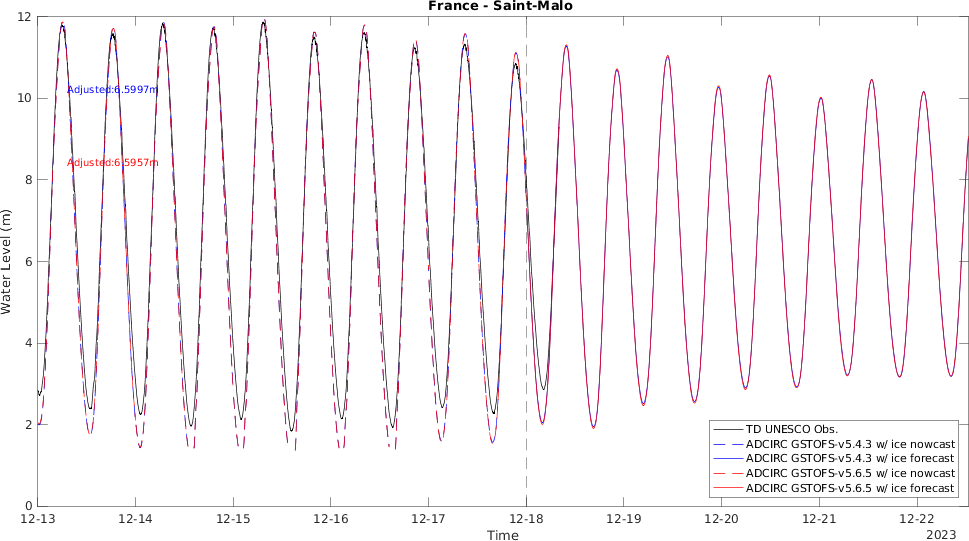 France - Saint-Malo
12
10
8
6
4
2
0
Water Level (m)
Adjusted:6.5997m
Adjusted:6.5957m
TD UNESCO Obs.
ADCIRC GSTOFS-v5.4.3 w/ ice nowcast
ADCIRC GSTOFS-v5.4.3 w/ ice forecast
ADCIRC GSTOFS-v5.6.5 w/ ice nowcast
ADCIRC GSTOFS-v5.6.5 w/ ice forecast
12-13 12-14 12-15 12-16 12-17 12-18 12-19 12-20 12-21 12-22
Time
2023